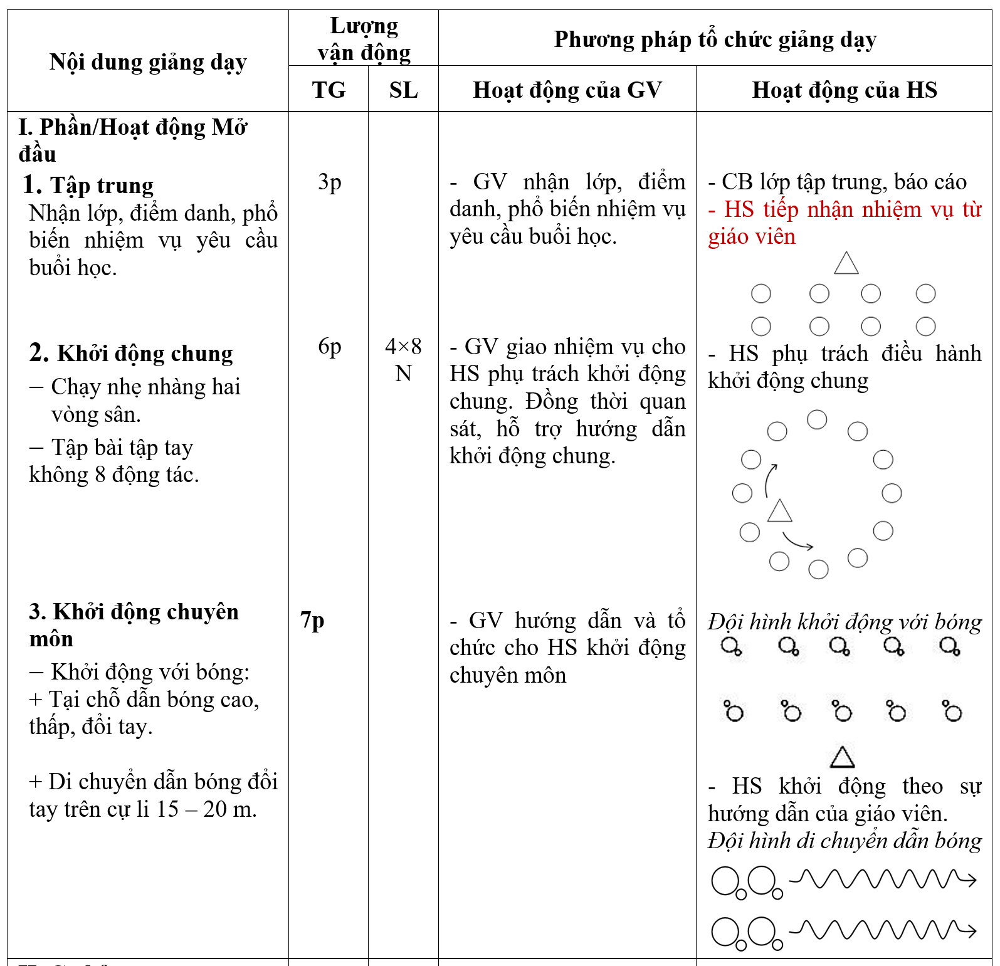 Nội dung giảng dạy
Lượng
vận động
Phương pháp tổ chức giảng dạy
TG
SL
Hoạt động của GV
Hoạt động của HS
I. Phần/Hoạt động Mở
đầu
1. Tập trung
Nhận lớp, điểm danh, phổ
biến nhiệm vụ yêu cầu
buổi học.
3p
- GV nhận lớp, điểm
danh, phổ biến nhiệm vụ
yêu cầu buổi học.
- CB lớp tập trung, báo cáo
- HS tiếp nhận nhiệm vụ từ
giáo viên
2. Khởi động chung
– Chạy nhẹ nhàng hai
vòng sân.
– Tập bài tập tay
không 8 động tác.
6p
4×8
N
- GV giao nhiệm vụ cho
HS phụ trách khởi động
chung. Đồng thời quan
sát, hỗ trợ hướng dẫn
khởi động chung.
- HS phụ trách điều hành
khởi động chung
3. Khởi động chuyên
môn
– Khởi động với bóng:
+ Tại chỗ dẫn bóng cao,
thấp, đổi tay.
+ Di chuyển dẫn bóng đổi
tay trên cự li 15 – 20 m.
7p
- GV hướng dẫn và tổ
chức cho HS khởi động
chuyên môn
Đội hình khởi động với bóng
- HS khởi động theo sự
hướng dẫn của giáo viên.
Đội hình di chuyển dẫn bóng